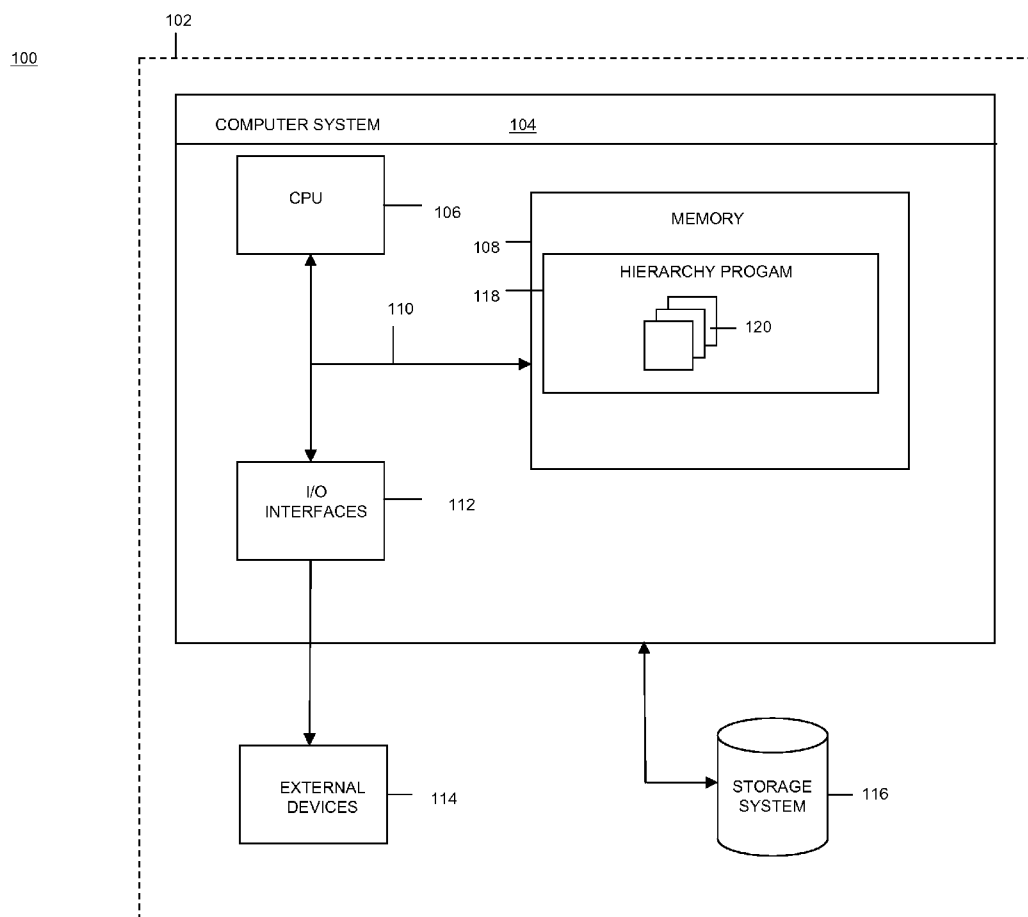 102
100
COMPUTER SYSTEM 104
CPU
106
MEMORY
108
HIERARCHY PROGAM
118
120
110
I/O
INTERFACES
112
EXTERNAL
DEVICES
114
STORAGE
SYSTEM
116